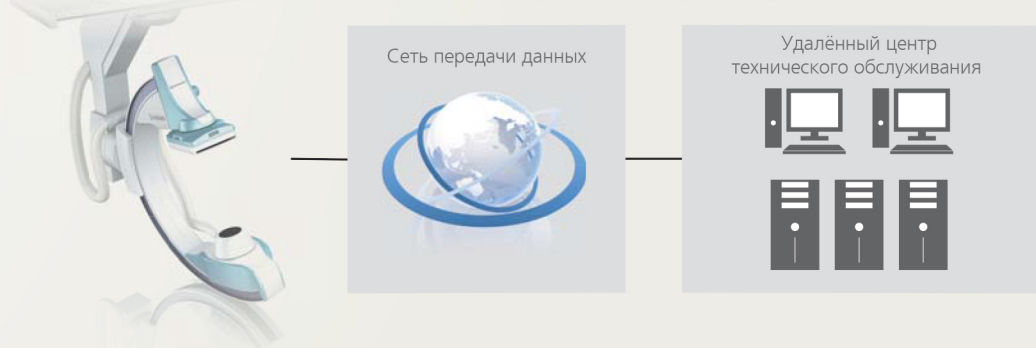 Сеть передачи данных
Удалённый центр
технического обслуживания